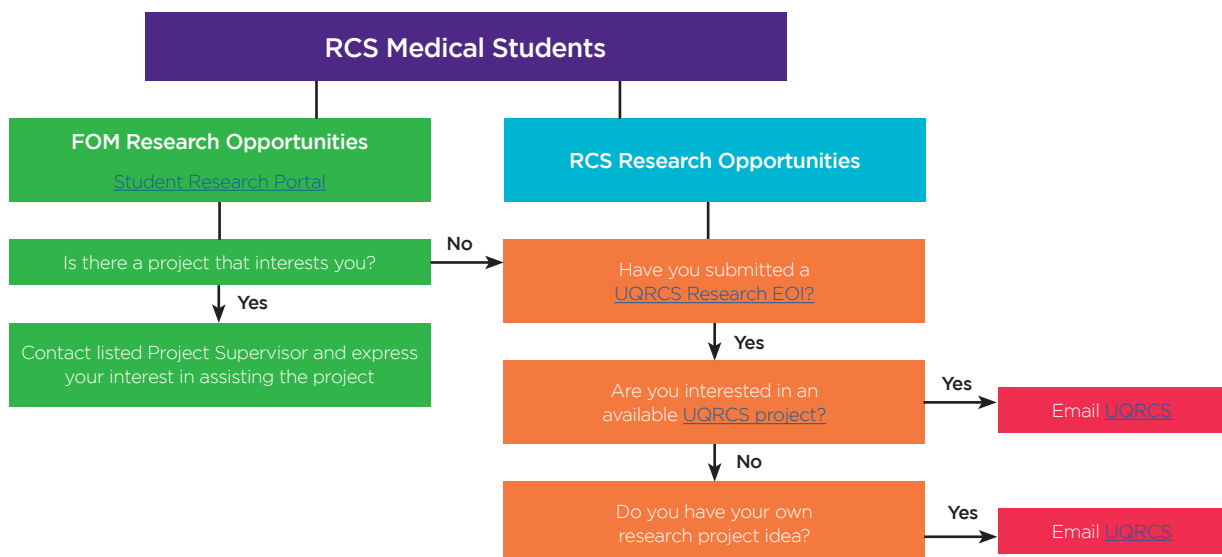 RCS Medical Students
FOM Research Opportunities
Student Research Portal
RCS Research Opportunities
Is there a project that interests you?
No
Have you submitted a
UQRCS Research EOI?
Yes
Contact listed Project Supervisor and express
your interest in assisting the project
Yes
Are you interested in an
available UQRCS project?
Yes
Email UQRCS
No
Do you have your own
research project idea?
Yes
Email UQRCS